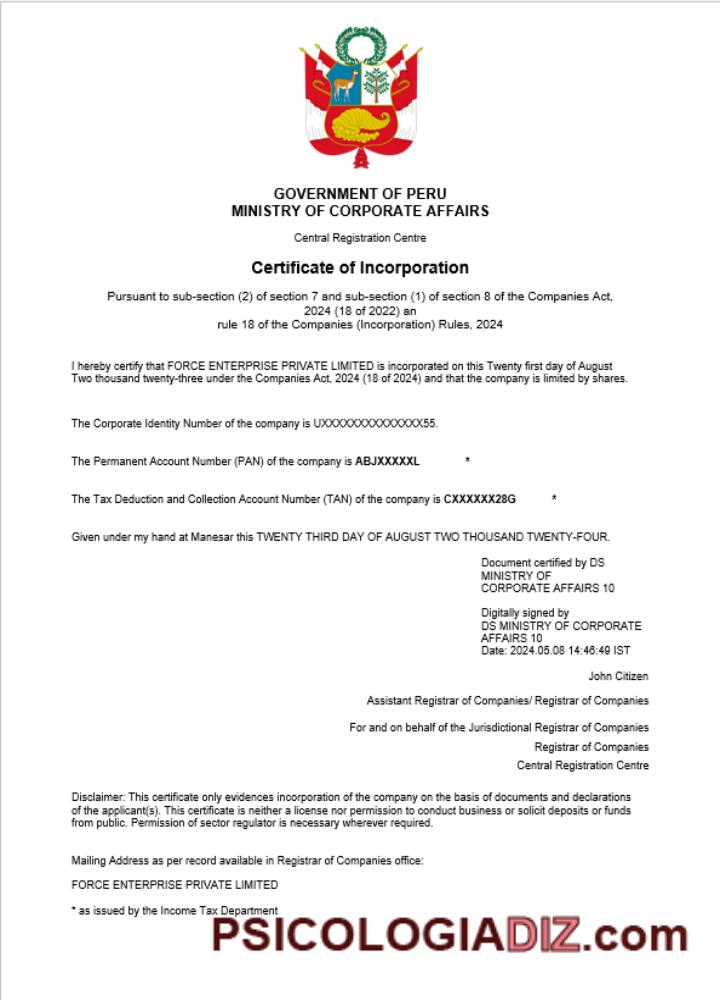 GOVERNMENT OF PERU
MINISTRY OF CORPORATE AFFAIRS
Central Registration Centre
Certificate of Incorporation
Pursuant to sub-section (2) of section 7 and sub-section (1) of section 8 of the Companies Act,
2024 (18 of 2022) an
rule 18 of the Companies (Incorporation) Rules, 2024
I hereby certify that FORCE ENTERPRISE PRIVATE LIMITED is incorporated on this Twenty first day of August
Two thousand twenty-three under the Companies Act, 2024 (18 of 2024) and that the company is limited by shares.
The Corporate Identity Number of the company is UXXXXXXXXXXXXXXX55.
The Permanent Account Number (PAN) of the company is ABJXXXXXL *
The Tax Deduction and Collection Account Number (TAN) of the company is CXXXXXX28G *
Given under my hand at Manesar this TWENTY THIRD DAY OF AUGUST TWO THOUSAND TWENTY-FOUR.
Document certified by DS
MINISTRY OF
CORPORATE AFFAIRS 10
Digitally signed by
DS MINISTRY OF CORPORATE
AFFAIRS 10
Date: 2024.05.08 14:46:49 IST
John Citizen
Assistant Registrar of Companies/ Registrar of Companies
For and on behalf of the Jurisdictional Registrar of Companies
Registrar of Companies
Central Registration Centre
Disclaimer: This certificate only evidences incorporation of the company on the basis of documents and declarations
of the applicant(s). This certificate is neither a license nor permission to conduct business or solicit deposits or funds
from public. Permission of sector regulator is necessary wherever required.
Mailing Address as per record available in Registrar of Companies office:
FORCE ENTERPRISE PRIVATE LIMITED
* as issued by the Income Tax Department
PSICOLOGIADIZ.com